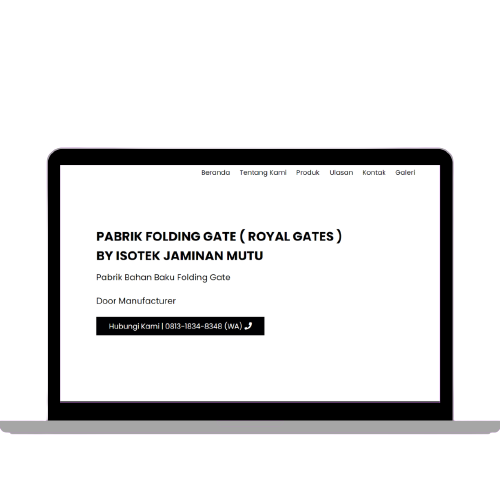 Beranda Tentang Kami Produk Ulasan Kontak Galeri
PABRIK FOLDING GATE ( ROYAL GATES )
BY ISOTEK JAMINAN MUTU
Pabrik Bahan Baku Folding Gate
Door Manufacturer
Hubungi Kami | 0813-1834-8348 (WA)